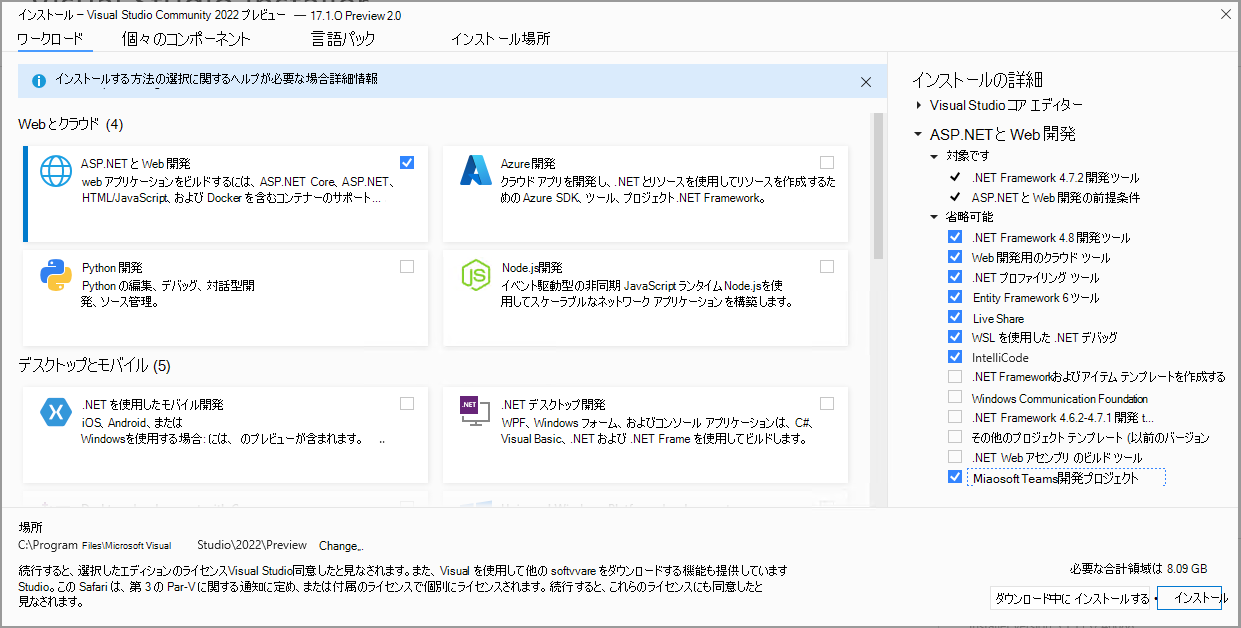 インストール – Visual Studio Community 2022 プレビュー — 17.1.O Preview 2.0
ワークロード 個々のコンポーネント 言語パック インストール場所
インストールする方法の選択に関するヘルプが必要な場合詳細情報
Webとクラウド (4)
ASP.NETと Web 開発
web アプリケーションをビルドするには、ASP.NET Core、ASP.NET、
HTML/JavaScript、および Docker を含むコンテナーのサポート...
Azure 開発
クラウド アプリを開発し、.NET とリソースを使用してリソースを作成するた
めの Azure SDK、ツール、プロジェクト .NET Framework。
Python 開発
Python の編集、デバッグ、対話型開
発、ソース管理。
Node.js開発
イベント駆動型の非同期 JavaScript ランタイム Node.jsを使
用してスケーラブルなネットワーク アプリケーションを構築します。
デスクトップとモバイル (5)
.NET を使用したモバイル開発
iOS、Android、または
Windowsを使用する場合: には、のプレビューが含まれます。 ..
.NET デスクトップ開発
WPF、Windows フォーム、およびコンソール アプリケーションは、C#、
Visual Basic、.NET および .NET Frame を使用してビルドします。
インストールの詳細
Visual Studioコア エディター
ASP.NETと Web 開発
対象です
.NET Framework 4.7.2 開発ツール
ASP.NETと Web 開発の前提条件
省略可能
.NET Framework 4.8 開発ツール
Web 開発用のクラウド ツール
.NET プロファイリング ツール
Entity Framework 6 ツール
Live Share
WSL を使用した .NET デバッグ
IntelliCode
.NET Frameworkおよびアイテム テンプレートを作成する
Windows Communication Foundation
.NET Framework 4.6.2-4.7.1 開発 t...
その他のプロジェクト テンプレート (以前のバージョン
.NET Web アセンブリ のビルド ツール
Miaosoft Teams開発プロジェクト
場所
C:\Program Files\Microsoft Visual Studio\2022\Preview Change,..
続行すると、選択したエディションのライセンスVisual Studio同意したと見なされます。また、Visual を使用して他の softvvare をダウンロードする機能も提供しています
Studio。この Safari は、第 3 の Par-V に関する通知に定め、または付属のライセンスで個別にライセンスされます。続行すると、これらのライセンスにも同意したと
見なされます。
必要な合計領域は 8.09 GB
ダウンロード中に インストールする インストール